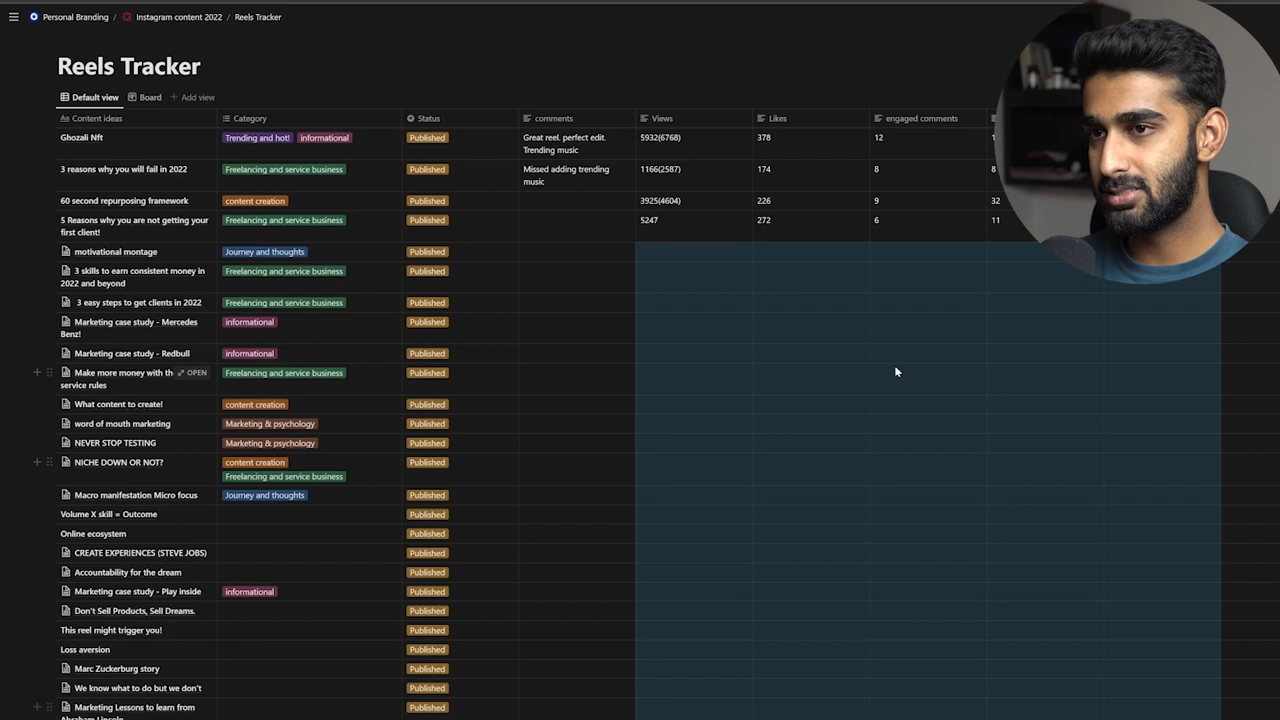 Personal Branding / Instagram content 2022 / Reels Tracker
Reels Tracker
Default view Board + Add view
Content ideas Category Status comments Views Likes engaged comments
Ghozali Nft Trending and hot! informational Published Great reel. perfect edit. 5932(6768) 378 12 1
Trending music
3 reasons why you will fail in 2022 Freelancing and service business Published Missed adding trending 1166(2587) 174 8 8
music
60 second repurposing framework content creation Published 3925(4604) 226 9 32
5 Reasons why you are not getting your Freelancing and service business Published 5247 272 6 11
first client!
motivational montage Journey and thoughts Published
3 skills to earn consistent money in Freelancing and service business Published
2022 and beyond
3 easy steps to get clients in 2022 Freelancing and service business Published
Marketing case study - Mercedes informational Published
Benz!
Marketing case study - Redbull informational Published
Make more money with th OPEN Freelancing and service business Published
service rules
What content to create! content creation Published
word of mouth marketing Marketing & psychology Published
NEVER STOP TESTING Marketing & psychology Published
NICHE DOWN OR NOT? content creation Published
Freelancing and service business
Macro manifestation Micro focus Journey and thoughts Published
Volume X skill = Outcome Published
Online ecosystem Published
CREATE EXPERIENCES (STEVE JOBS) Published
Accountability for the dream Published
Marketing case study - Play inside informational Published
Don't Sell Products, Sell Dreams. Published
This reel might trigger you! Published
Loss aversion Published
Marc Zuckerburg story Published
We know what to do but we don't Published
Marketing Lessons to learn from Published
Abraham Lincoln